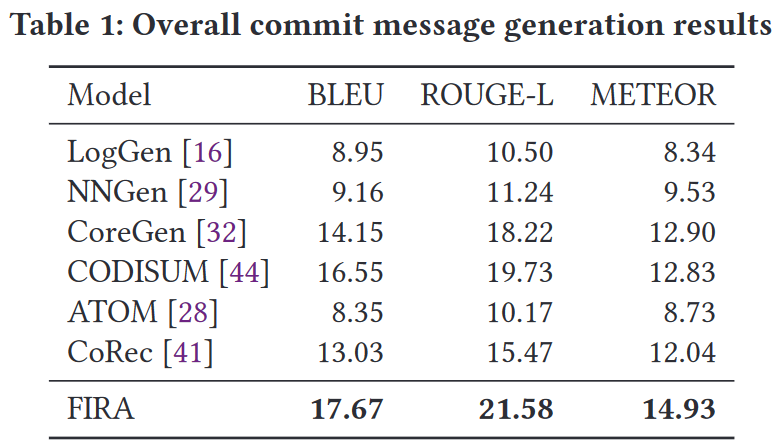 Table 1: Overall commit message generation results
Model BLEU ROUGE-L METEOR
LogGen [16] 8.95 10.50 8.34
NNGen [29] 9.16 11.24 9.53
CoreGen [32] 14.15 18.22 12.90
CODISUM [44] 16.55 19.73 12.83
ATOM [28] 8.35 10.17 8.73
CoRec [41] 13.03 15.47 12.04
FIRA 17.67 21.58 14.93